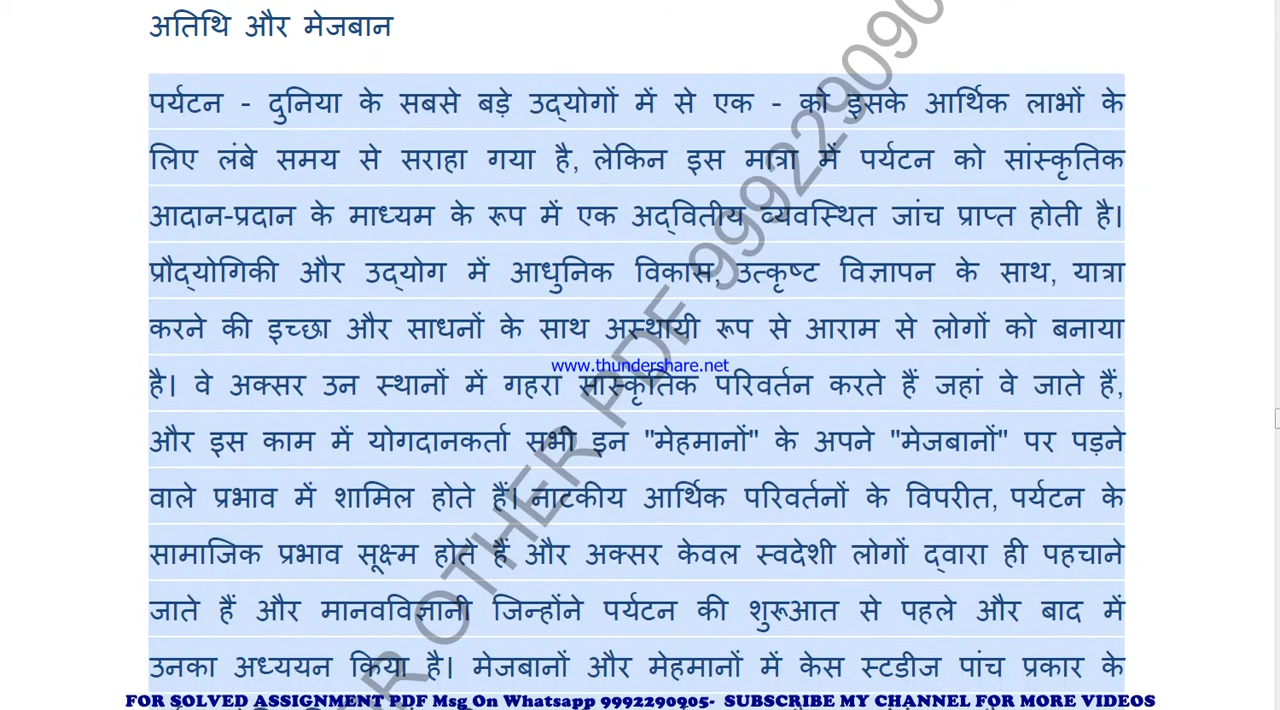 अतिथि और मेजबान
पर्यटन - दुनिया के सबसे बड़े उद्योगों में से एक - को इसके आर्थिक लाभों के
लिए लंबे समय से सराहा गया है, लेकिन इस मात्रा में पर्यटन को सांस्कृतिक
आदान-प्रदान के माध्यम के रूप में एक अद्वितीय व्यवस्थित जांच प्राप्त होती है।
प्रौद्योगिकी और उद्योग में आधुनिक विकास, उत्कृष्ट विज्ञापन के साथ, यात्रा
करने की इच्छा और साधनों के साथ अस्थायी रूप से आराम से लोगों को बनाया
www.thundershare.net
है। वे अक्सर उन स्थानों में गहरा सांस्कृतिक परिवर्तन करते हैं जहां वे जाते हैं,
और इस काम में योगदानकर्ता सभी इन "मेहमानों" के अपने "मेजबानों" पर पड़ने
वाले प्रभाव में शामिल होते हैं। नाटकीय आर्थिक परिवर्तनों के विपरीत, पर्यटन के
सामाजिक प्रभाव सूक्ष्म होते हैं और अक्सर केवल स्वदेशी लोगों द्वारा ही पहचाने
जाते हैं और मानवविज्ञानी जिन्होंने पर्यटन की शुरूआत से पहले और बाद में
उनका अध्ययन किया है। मेजबानों और मेहमानों में केस स्टडीज पांच प्रकार के
OTHER PDF 999229090
FOR SOLVED ASSIGNMENT PDF Msg On Whatsapp 9992290905- SUBSCRIBE MY CHANNEL FOR MORE VIDEOS